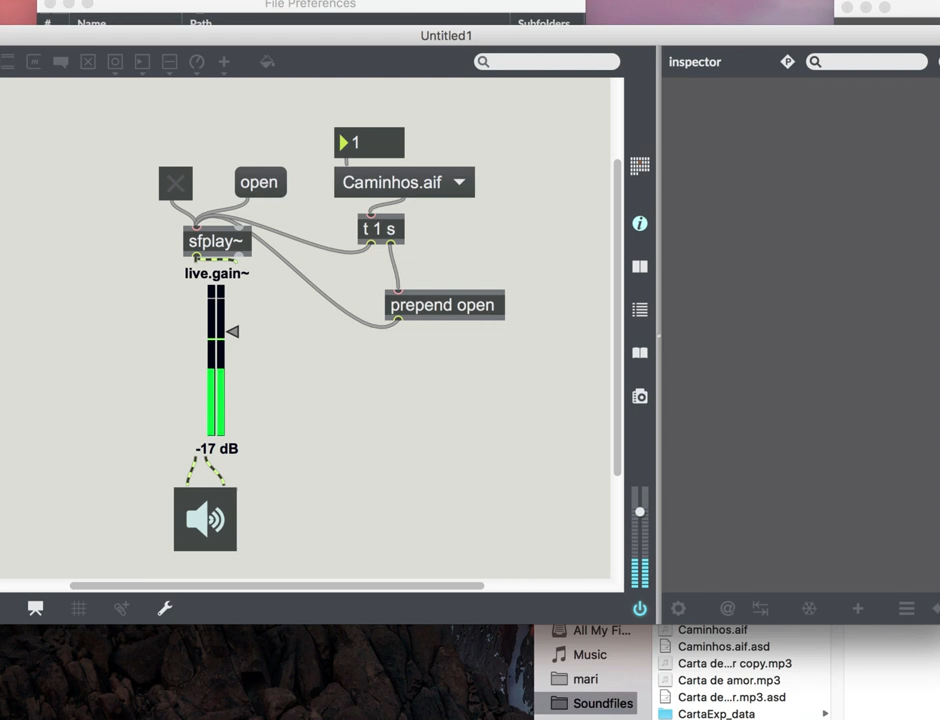 File Preferences
# Name Path Subfolders
Untitled1
inspector
1
open
Caminhos.aif
t 1 s
sfplay~
live.gain~
prepend open
-17 dB
All My Fi...
Music
mari
Soundfiles
Caminhos.aif
Caminhos.aif.asd
Carta de...r copy.mp3
Carta de amor.mp3
Carta de...r.mp3.asd
CartaExp_data